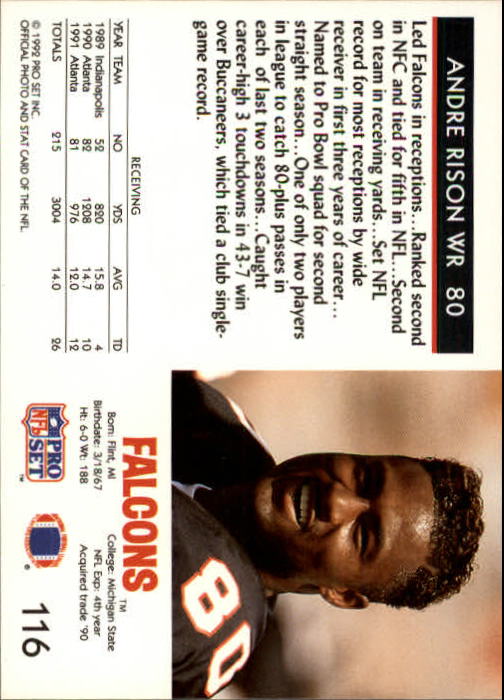 ANDRE RISON WR 80
Led Falcons in receptions...Ranked second
in NFC and tied for fifth in NFL...Second
on team in receiving yards...Set NFL
record for most receptions by wide
receiver in first three years of career...
Named to Pro Bowl squad for second
straight season...One of only two players
in league to catch 80-plus passes in
each of last two seasons...Caught
career-high 3 touchdowns in 43-7 win
over Buccaneers, which tied a club single-
game record.
RECEIVING
YEAR TEAM NO YDS AVG TD
1989 Indianapolis 52 820 15.8 4
1990 Atlanta 82 1208 14.7 10
1991 Atlanta 81 976 12.0 12
TOTALS 215 3004 14.0 26
© 1992 PRO SET INC.
OFFICIAL PHOTO AND STAT CARD OF THE NFL.
80
FALCONS™
Born: Flint, MI College: Michigan State
Birthdate: 3/18/67 NFL Exp: 4th year
Ht: 6-0 Wt: 188 Acquired trade '90
PRO
NFL
SET™
®
116